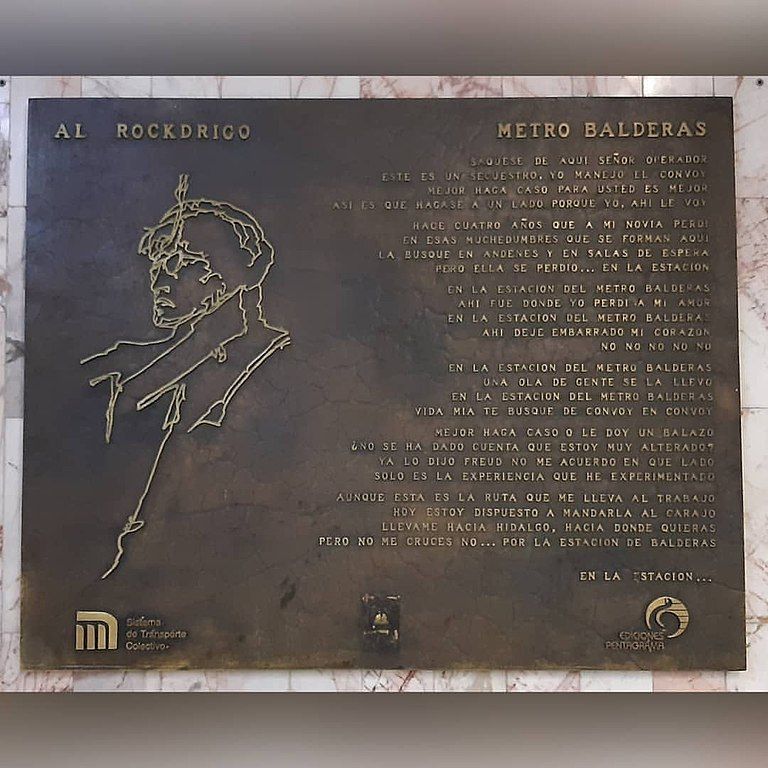 AL ROCKDRIGO
METRO BALDERAS
SAQUESE DE AQUI SEÑOR OPERADOR
ESTE ES UN SECUESTRO, YO MANEJO EL CONVOY
MEJOR HAGA CASO PARA USTED ES MEJOR
ASI ES QUE HAGASE A UN LADO PORQUE YO, AHI LE VOY
HACE CUATRO AÑOS QUE A MI NOVIA PERDI
EN ESAS MUCHEDUMBRES QUE SE FORMAN AQUI
LA BUSQUE EN ANDENES Y EN SALAS DE ESPERA
PERO ELLA SE PERDIO... EN LA ESTACION
EN LA ESTACION DEL METRO BALDERAS
AHI FUE DONDE YO PERDI A MI AMOR
EN LA ESTACION DEL METRO BALDERAS
AHI DEJE EMBARRADO MI CORAZON
NO NO NO NO NO
EN LA ESTACION DEL METRO BALDERAS
UNA OLA DE GENTE SE LA LLEVO
EN LA ESTACION DEL METRO BALDERAS
VIDA MIA TE BUSQUE DE CONVOY EN CONVOY
MEJOR HAGA CASO O LE DOY UN BALAZO
¿NO SE HA DADO CUENTA QUE ESTOY MUY ALTERADO?
YA LO DIJO FREUD NO ME ACUERDO EN QUE LADO
SOLO ES LA EXPERIENCIA QUE HE EXPERIMENTADO
AUNQUE ESTA ES LA RUTA QUE ME LLEVA AL TRABAJO
HOY ESTOY DISPUESTO A MANDARLA AL CARAJO
LLEVAME HACIA HIDALGO, HACIA DONDE QUIERAS
PERO NO ME CRUCES NO... POR LA ESTACION DE BALDERAS
EN LA ESTACION...
Sistema
de Transporte
Colectivo
EDICIONES
PENTAGRAMA